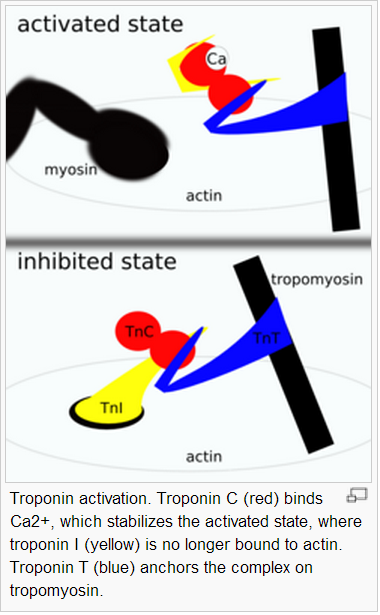 activated state
Ca
myosin
actin
inhibited state
tropomyosin
TnC
TnT
TnI
actin
Troponin activation. Troponin C (red) binds
Ca2+, which stabilizes the activated state, where
troponin I (yellow) is no longer bound to actin.
Troponin T (blue) anchors the complex on
tropomyosin.